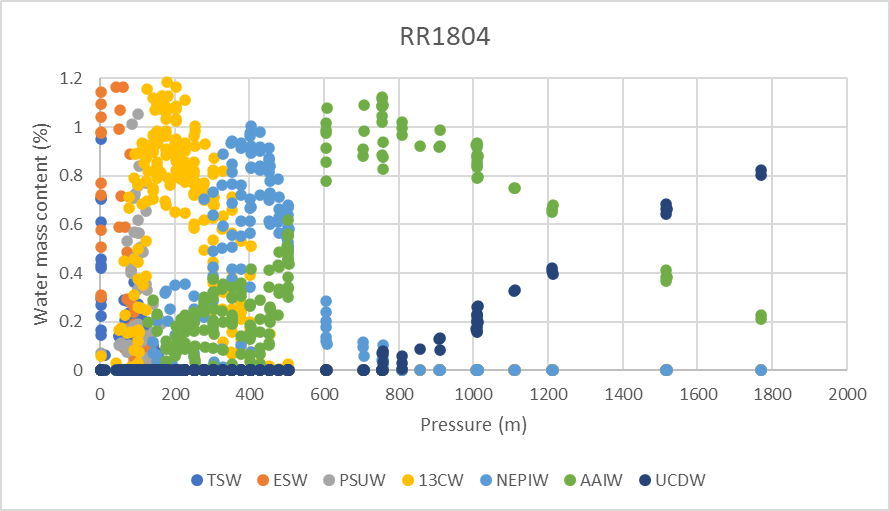 RR1804
Water mass content (%)
1.2
1
0.8
0.6
0.4
0.2
0
0 200 400 600 800 1000 1200 1400 1600 1800 2000
Pressure (m)
TSW ESW PSUW 13CW NEPIW AAIW UCDW